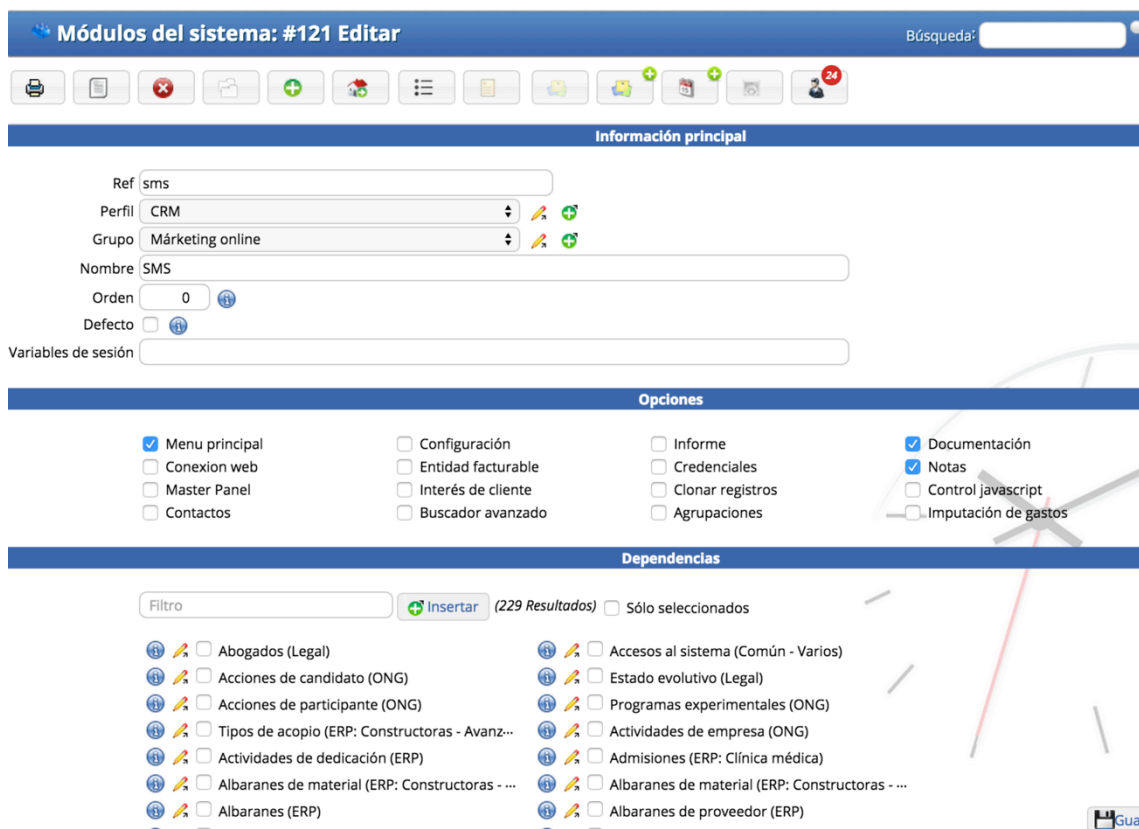 Módulos del sistema: #121 Editar
Búsqueda:
15
24
Información principal
Ref sms
Perfil CRM
Grupo Márketing online
Nombre SMS
Orden 0
Defecto
Variables de sesión
Opciones
Menu principal Configuración Informe Documentación
Conexion web Entidad facturable Credenciales Notas
Master Panel Interés de cliente Clonar registros Control javascript
Contactos Buscador avanzado Agrupaciones Imputación de gastos
Dependencias
Filtro Insertar (229 Resultados) Sólo seleccionados
Abogados (Legal) Accesos al sistema (Común - Varios)
Acciones de candidato (ONG) Estado evolutivo (Legal)
Acciones de participante (ONG) Programas experimentales (ONG)
Tipos de acopio (ERP: Constructoras - Avanz... Actividades de empresa (ONG)
Actividades de dedicación (ERP) Admisiones (ERP: Clínica médica)
Albaranes de material (ERP: Constructoras - ... Albaranes de material (ERP: Constructoras - ...
Albaranes (ERP) Albaranes de proveedor (ERP)
Gua